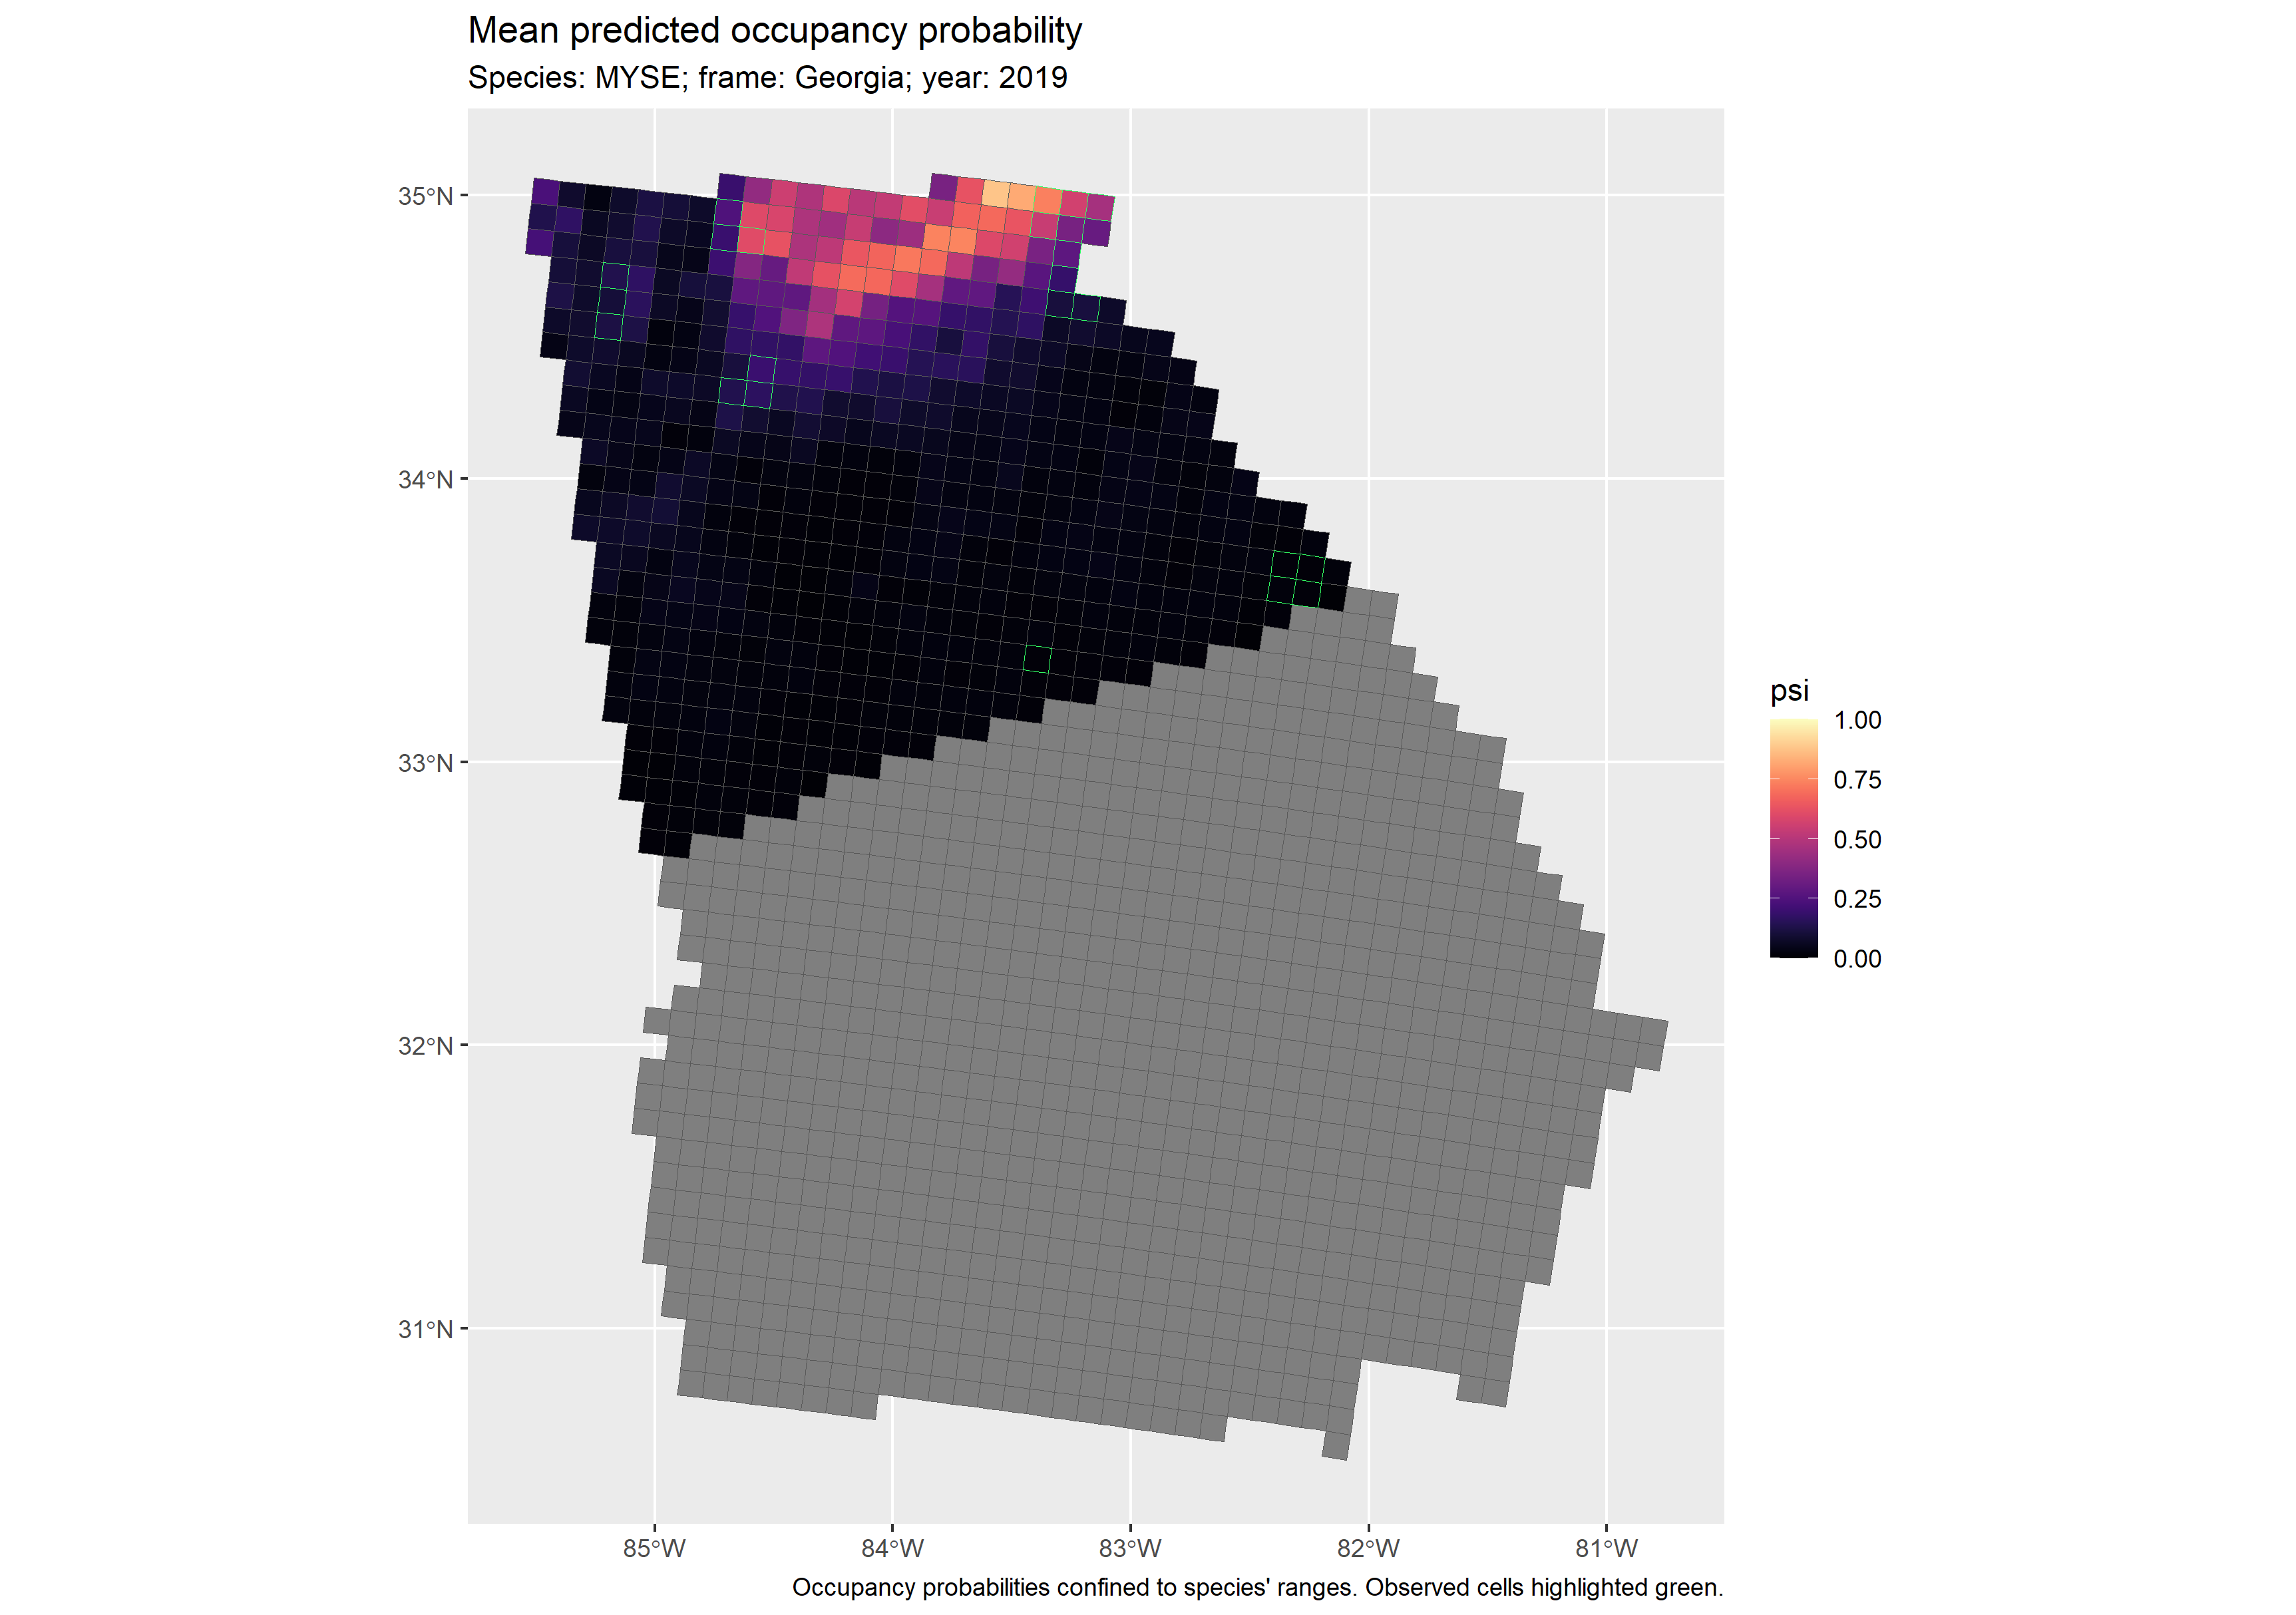 Mean predicted occupancy probability
Species: MYSE; frame: Georgia; year: 2019
35°N
34°N
33°N
32°N
31°N
85°W
84°W
83°W
82°W
81°W
psi
1.00
0.75
0.50
0.25
0.00
Occupancy probabilities confined to species' ranges. Observed cells highlighted green.